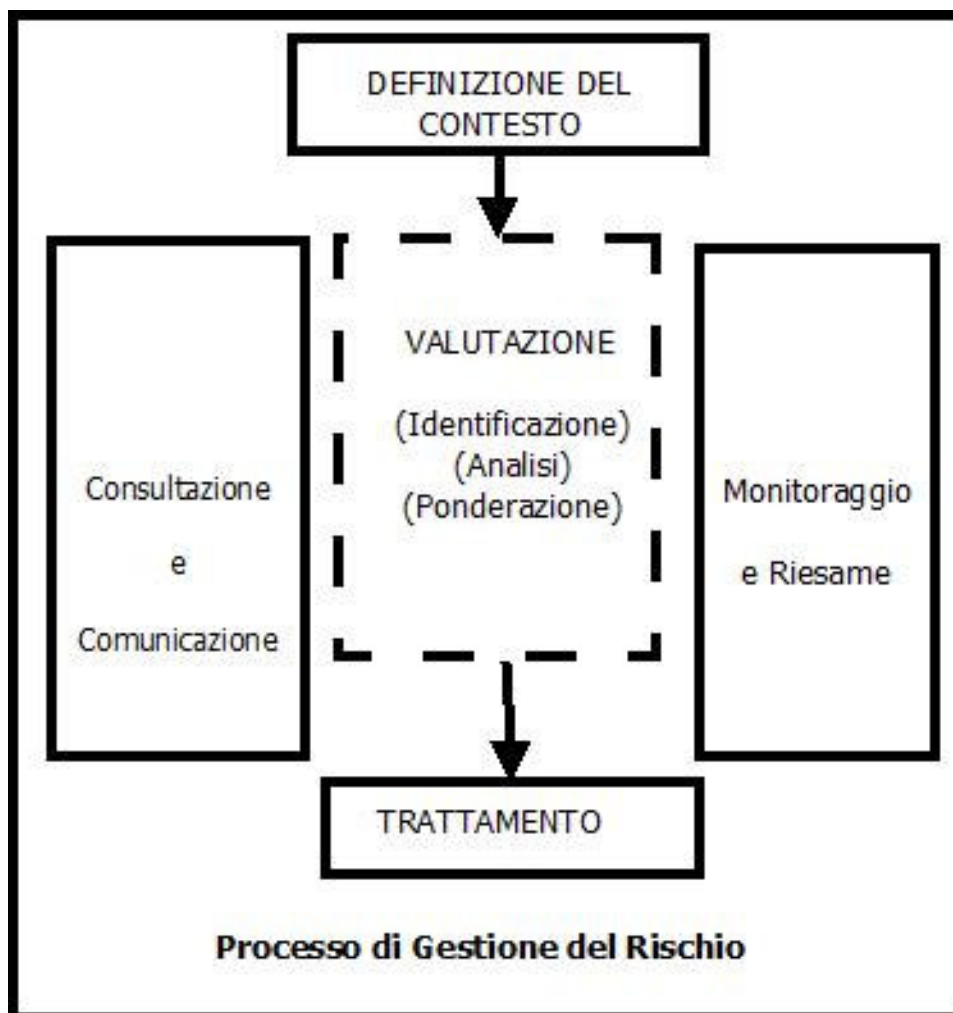 DEFINIZIONE DEL
CONTESTO
VALUTAZIONE
(Identificazione)
(Analisi)
(Ponderazione)
Consultazione
e
Comunicazione
Monitoraggio
e Riesame
TRATTAMENTO
Processo di Gestione del Rischio